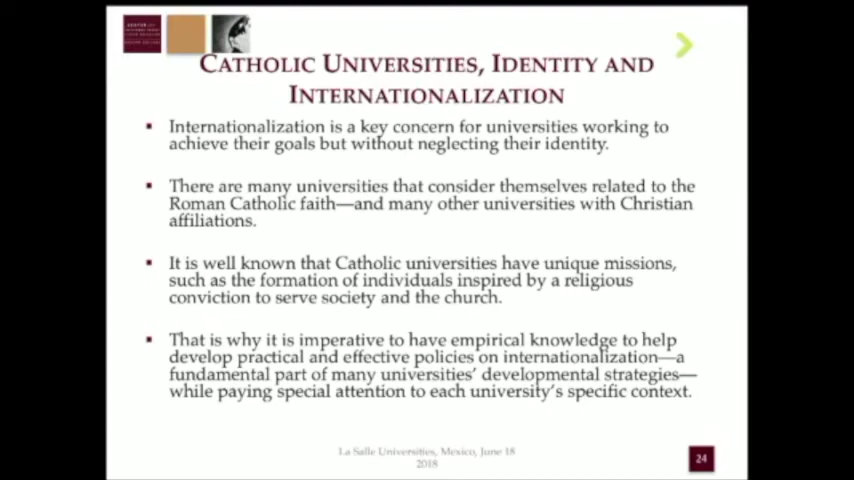 CATHOLIC UNIVERSITIES, IDENTITY AND
INTERNATIONALIZATION
▪ Internationalization is a key concern for universities working to
achieve their goals but without neglecting their identity.
▪ There are many universities that consider themselves related to the
Roman Catholic faith—and many other universities with Christian
affiliations.
▪ It is well known that Catholic universities have unique missions,
such as the formation of individuals inspired by a religious
conviction to serve society and the church.
▪ That is why it is imperative to have empirical knowledge to help
develop practical and effective policies on internationalization—a
fundamental part of many universities' developmental strategies—
while paying special attention to each university's specific context.
La Salle Universities, Mexico, June 18
2018
24